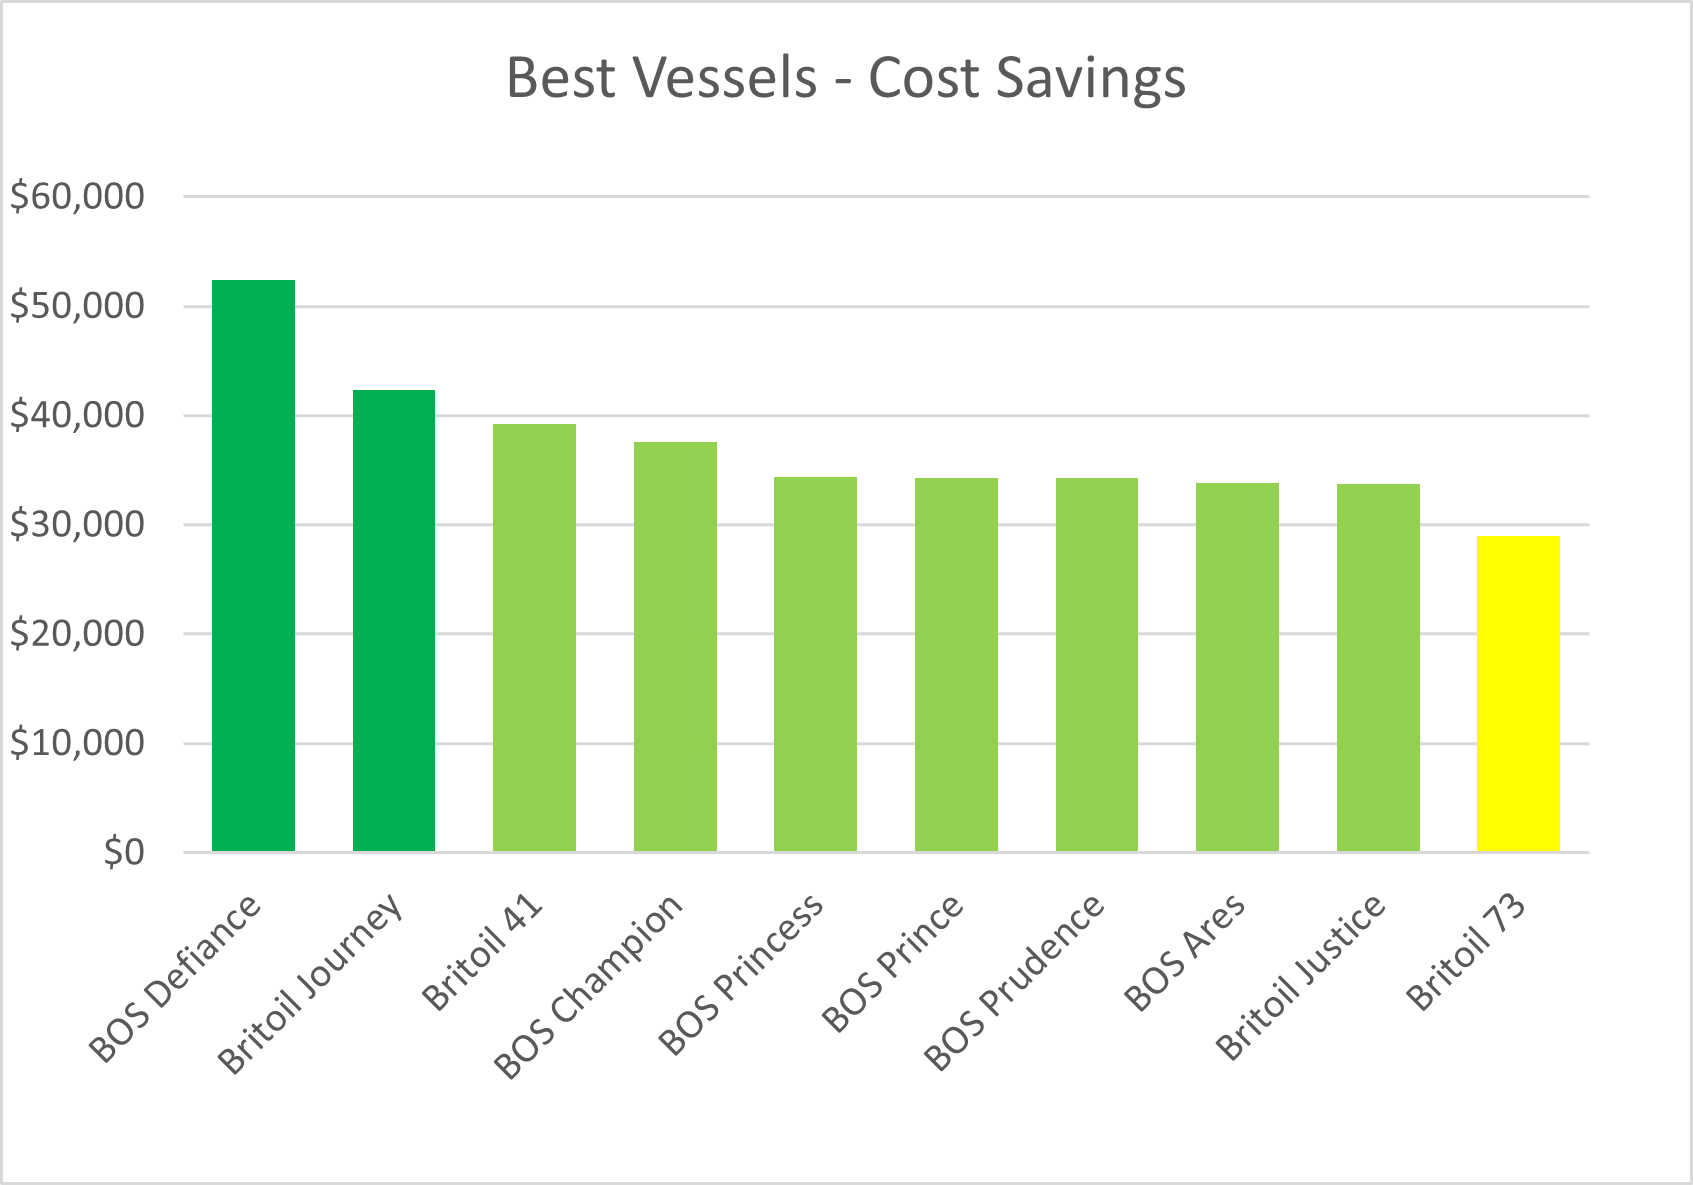 Best Vessels - Cost Savings
$60,000
$50,000
$40,000
$30,000
$20,000
$10,000
$0
BOS Defiance
Britoil Journey
Britoil 41
BOS Champion
BOS Princess
BOS Prince
BOS Prudence
BOS Ares
Britoil Justice
Britoil 73